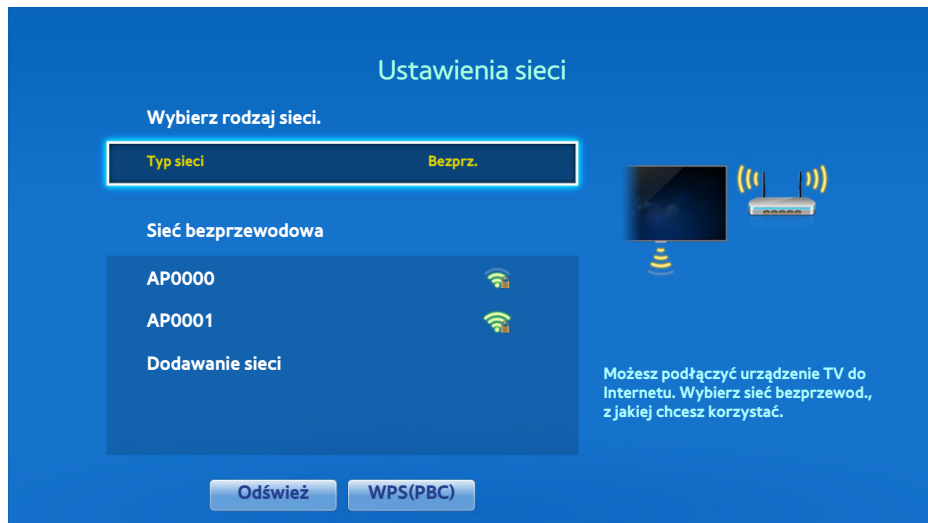 Ustawienia sieci
Wybierz rodzaj sieci.
Typ sieci Bezprz.
Sieć bezprzewodowa
AP0000
AP0001
Dodawanie sieci
Możesz podłączyć urządzenie TV do
Internetu. Wybierz sieć bezprzewod.,
z jakiej chcesz korzystać.
Odśwież WPS(PBC)